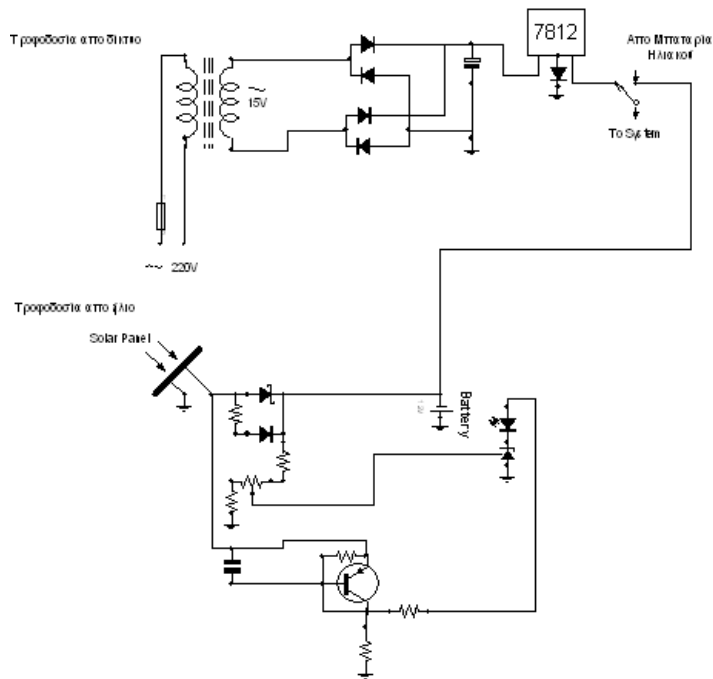 Τροφοδοσία απο δίκτυο
7812
Απο Μπαταρία
Ηλιακού
15V
To System
220V
Τροφοδοσία απο ήλιο
Solar Panel
Battery